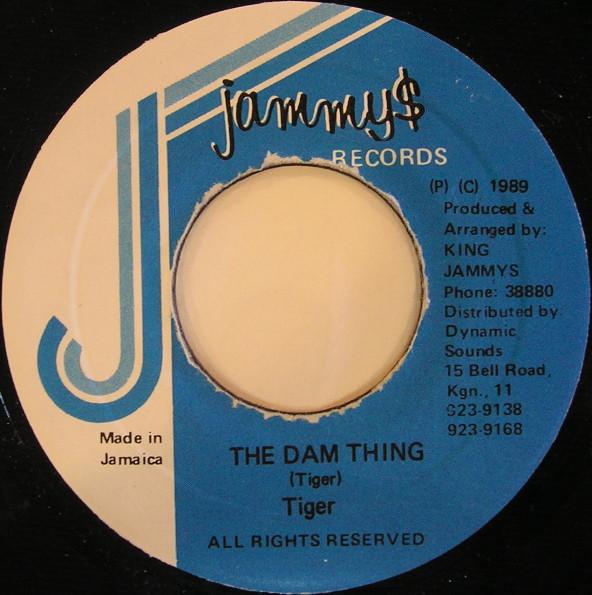 jammy$
RECORDS
(P) (C) 1989
Produced &
Arranged by:
KING
JAMMYS
Phone: 38880
Distributed by
Dynamic
Sounds
15 Bell Road,
Kgn., 11
923-9138
923-9168
Made in
Jamaica
THE DAM THING
(Tiger)
Tiger
ALL RIGHTS RESERVED